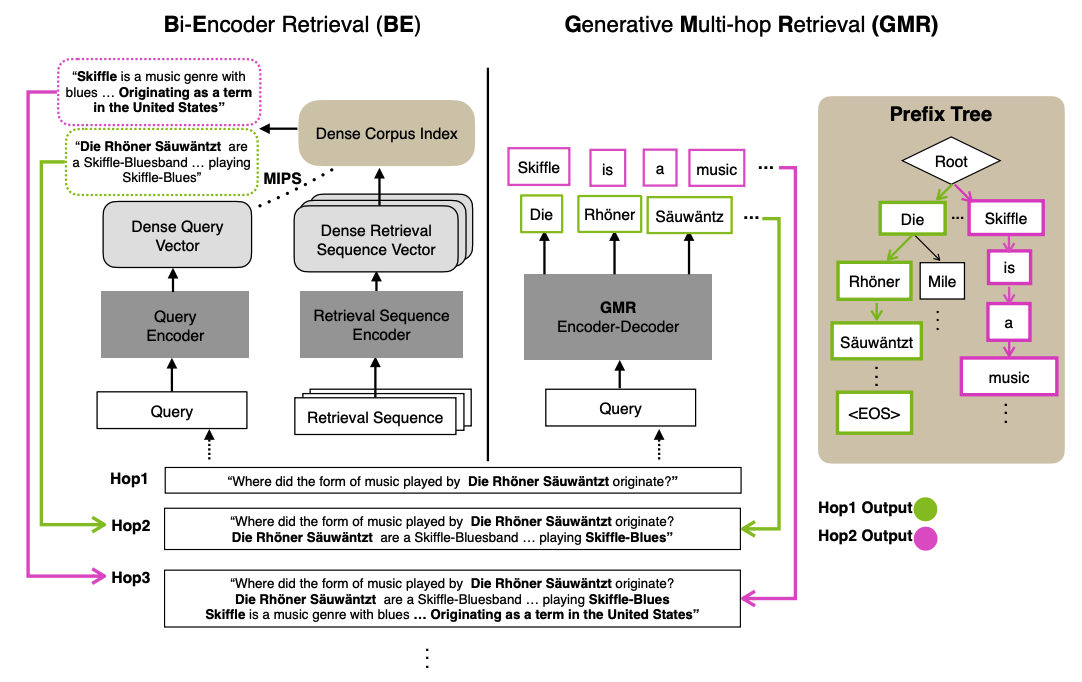 Bi-Encoder Retrieval (BE)
“Skiffle is a music genre with
blues … Originating as a term
in the United States”
“Die Rhöner Säuwäntzt are
a Skiffle-Bluesband … playing
Skiffle-Blues”
Dense Corpus Index
MIPS
Dense Query
Vector
Dense Retrieval
Sequence Vector
Query
Encoder
Retrieval Sequence
Encoder
Query
Retrieval Sequence
Generative Multi-hop Retrieval (GMR)
Skiffle is a music ...
Die Rhöner Säuwäntz ...
GMR
Encoder-Decoder
Query
Prefix Tree
Root
Die ... Skiffle
Rhöner Mile is
Säuwäntzt a
music
<EOS>
Hop1 Output
Hop2 Output
Hop1
“Where did the form of music played by Die Rhöner Säuwäntzt originate?”
Hop2
“Where did the form of music played by Die Rhöner Säuwäntzt originate?
Die Rhöner Säuwäntzt are a Skiffle-Bluesband … playing Skiffle-Blues”
Hop3
“Where did the form of music played by Die Rhöner Säuwäntzt originate?
Die Rhöner Säuwäntzt are a Skiffle-Bluesband … playing Skiffle-Blues
Skiffle is a music genre with blues … Originating as a term in the United States”